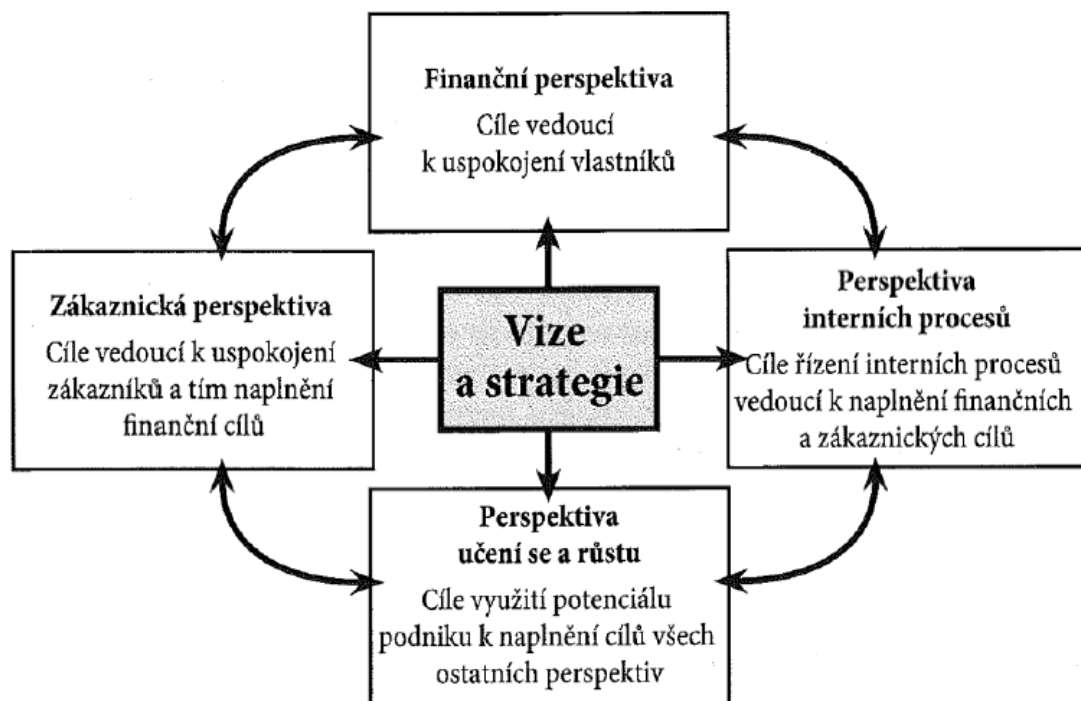 Finanční perspektiva
Cíle vedoucí
k uspokojení vlastníků
Zákaznická perspektiva
Cíle vedoucí k uspokojení
zákazníků a tím naplnění
finanční cílů
Vize
a strategie
Perspektiva
interních procesů
Cíle řízení interních procesů
vedoucí k naplnění finančních
a zákaznických cílů
Perspektiva
učení se a růstu
Cíle využití potenciálu
podniku k naplnění cílů všech
ostatních perspektiv